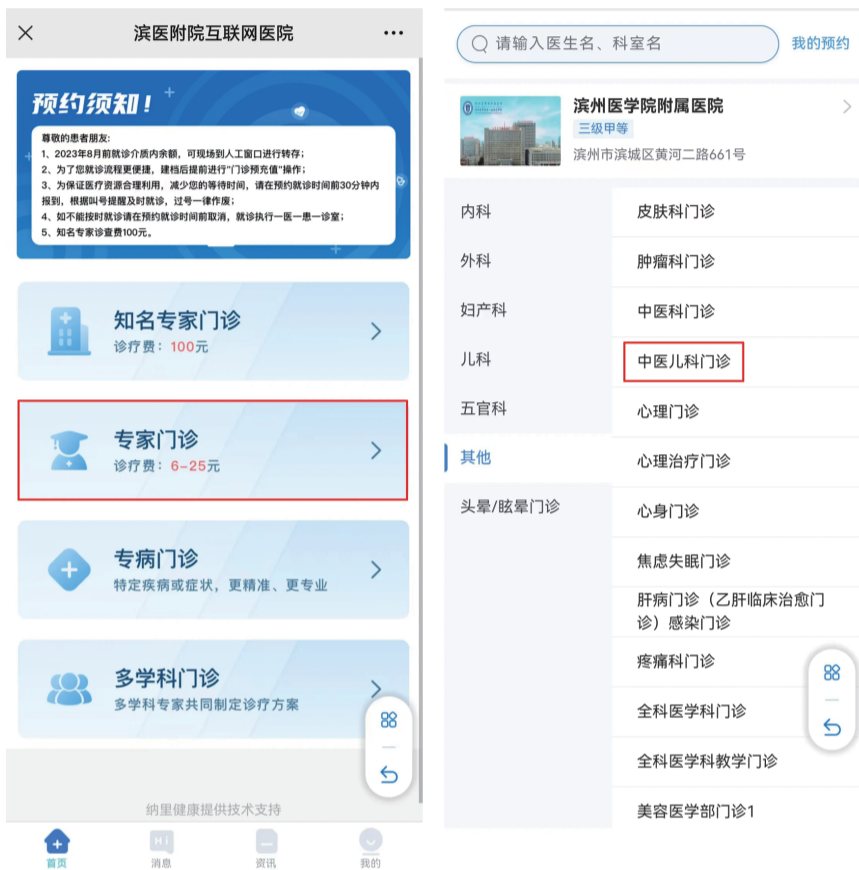 滨医附院互联网医院
预约须知!
尊敬的患者朋友:
1、2023年8月前就诊介质内余额，可现场到人工窗口进行转存；
2、为了您就诊流程更便捷，建档后提前进行"门诊预充值"操作；
3、为保证医疗资源合理利用，减少您的等待时间，请在预约就诊时间前30分钟内
报到，根据叫号提醒及时就诊，过号一律作废；
4、如不能按时就诊请在预约就诊时间前取消，就诊执行一医一患一诊室；
5、知名专家诊查费100元。
知名专家门诊
诊疗费：100元
专家门诊
诊疗费：6-25元
专病门诊
特定疾病或症状，更精准、更专业
多学科门诊
多学科专家共同制定诊疗方案
纳里健康提供技术支持
首页
Hi
消息
资讯
我的
请输入医生名、科室名
我的预约
滨州医学院附属医院
三级甲等
滨州市滨城区黄河二路661号
内科
外科
妇产科
儿科
五官科
其他
头晕/眩晕门诊
皮肤科门诊
肿瘤科门诊
中医科门诊
中医儿科门诊
心理门诊
心理治疗门诊
心身门诊
焦虑失眠门诊
肝病门诊（乙肝临床治愈门
诊）感染门诊
疼痛科门诊
全科医学科门诊
全科医学科教学门诊
美容医学部门诊1